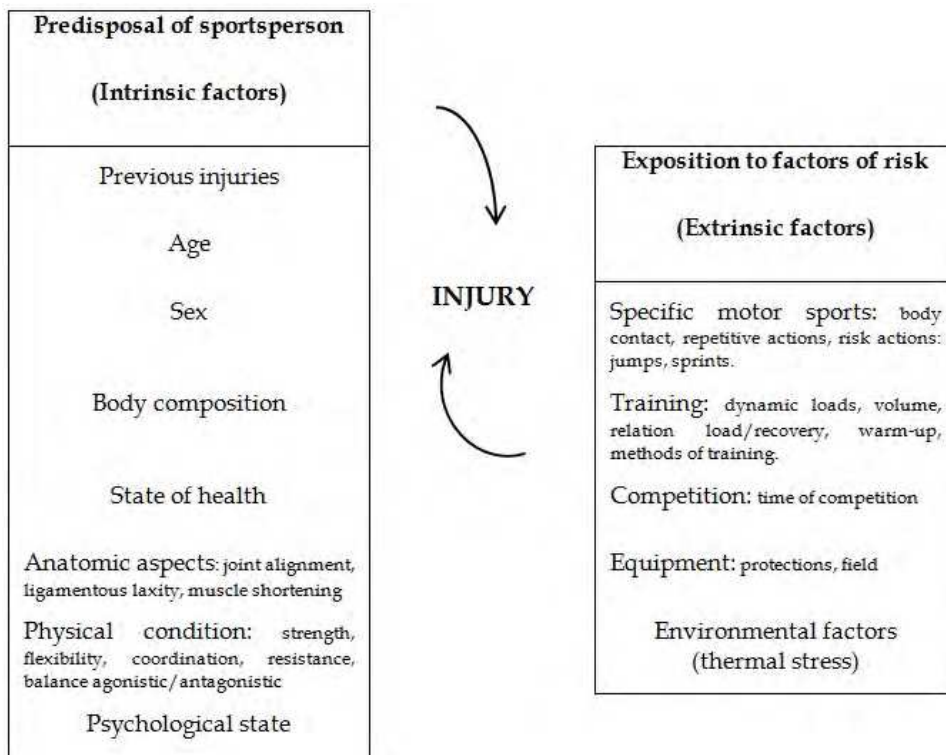 Predisposal of sportsperson
(Intrinsic factors)
Previous injuries
Age
Sex
Body composition
State of health
Anatomic aspects: joint alignment,
ligamentous laxity, muscle shortening
Physical condition: strength,
flexibility, coordination, resistance,
balance agonistic/antagonistic
Psychological state
INJURY
Exposition to factors of risk
(Extrinsic factors)
Specific motor sports: body
contact, repetitive actions, risk actions:
jumps, sprints.
Training: dynamic loads, volume,
relation load/recovery, warm-up,
methods of training.
Competition: time of competition
Equipment: protections, field
Environmental factors
(thermal stress)